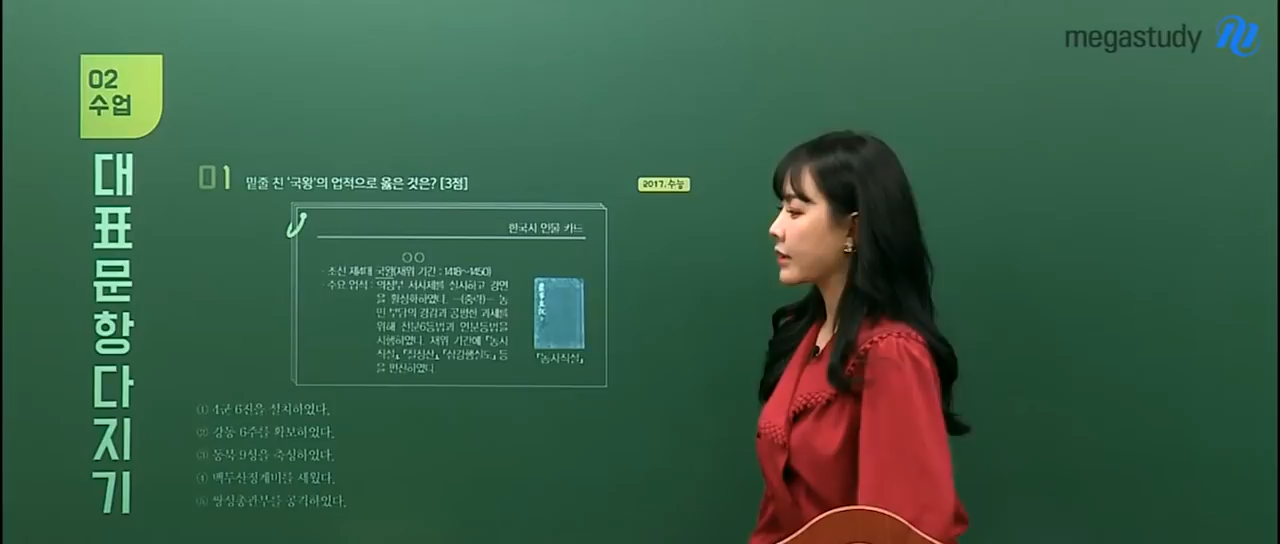 megastudy
02
수업
대표문항다지기
01 밑줄 친 '국왕'의 업적으로 옳은 것은? [3점]
2017. 수능
한국사 인물 카드
○○
· 조선 제4대 국왕(재위 기간 : 1418~1450)
· 주요 업적 : 의정부 서사제를 실시하고 경연
을 활성화하였다. …(중략)… 농
민 부담의 경감과 공평한 과세를
위해 전분6등법과 연분등법을
시행하였다. 재위 기간에 『농사
직설』, 『칠정산』, 『삼강행실도』 등
을 편찬하였다.
農事直說
『농사직설』
① 4군 6진을 설치하였다.
② 강동 6주를 확보하였다.
③ 동북 9성을 축성하였다.
④ 백두산정계비를 세웠다.
⑤ 쌍성총관부를 공격하였다.